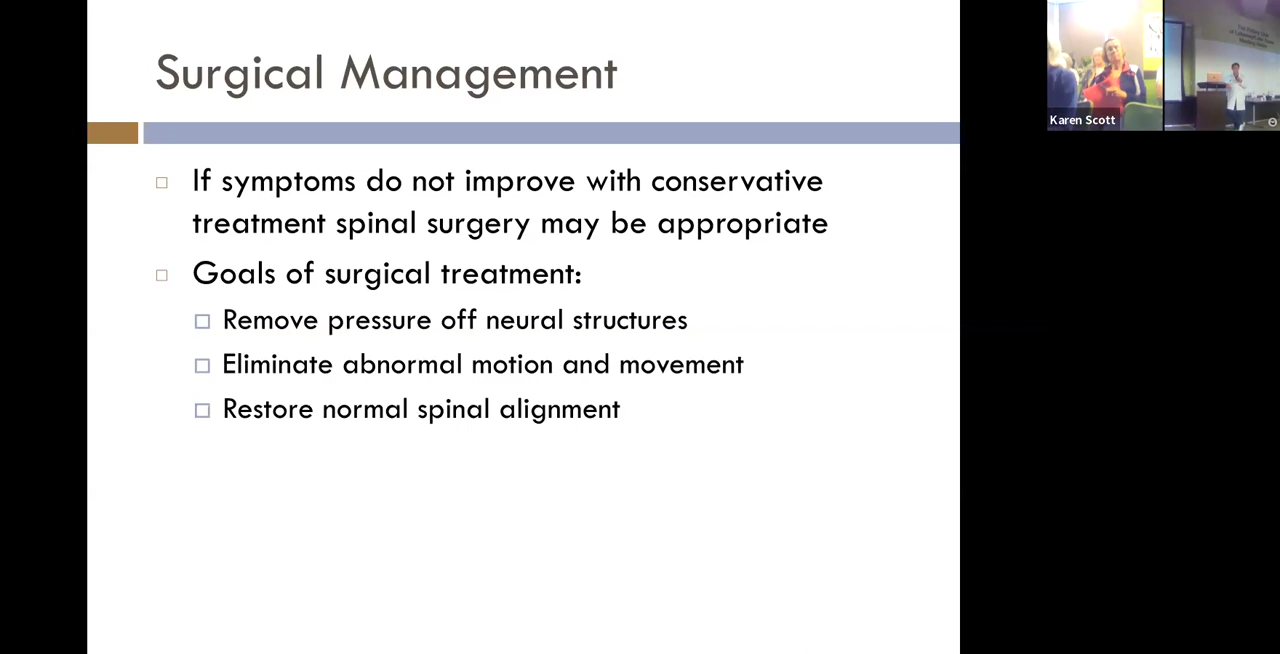 Surgical Management
If symptoms do not improve with conservative
treatment spinal surgery may be appropriate
Goals of surgical treatment:
Remove pressure off neural structures
Eliminate abnormal motion and movement
Restore normal spinal alignment
Karen Scott